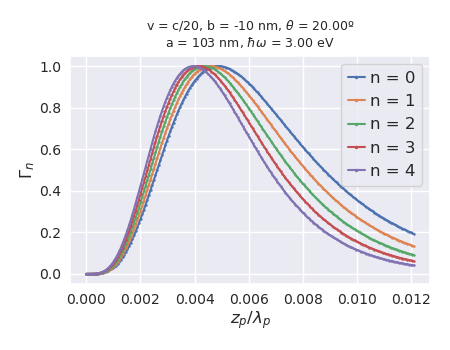 v = c/20, b = -10 nm, θ = 20.00º
a = 103 nm, ℏω = 3.00 eV
Γₙ
1.0
0.8
0.6
0.4
0.2
0.0
n = 0
n = 1
n = 2
n = 3
n = 4
0.000 0.002 0.004 0.006 0.008 0.010 0.012
zₚ/λₚ